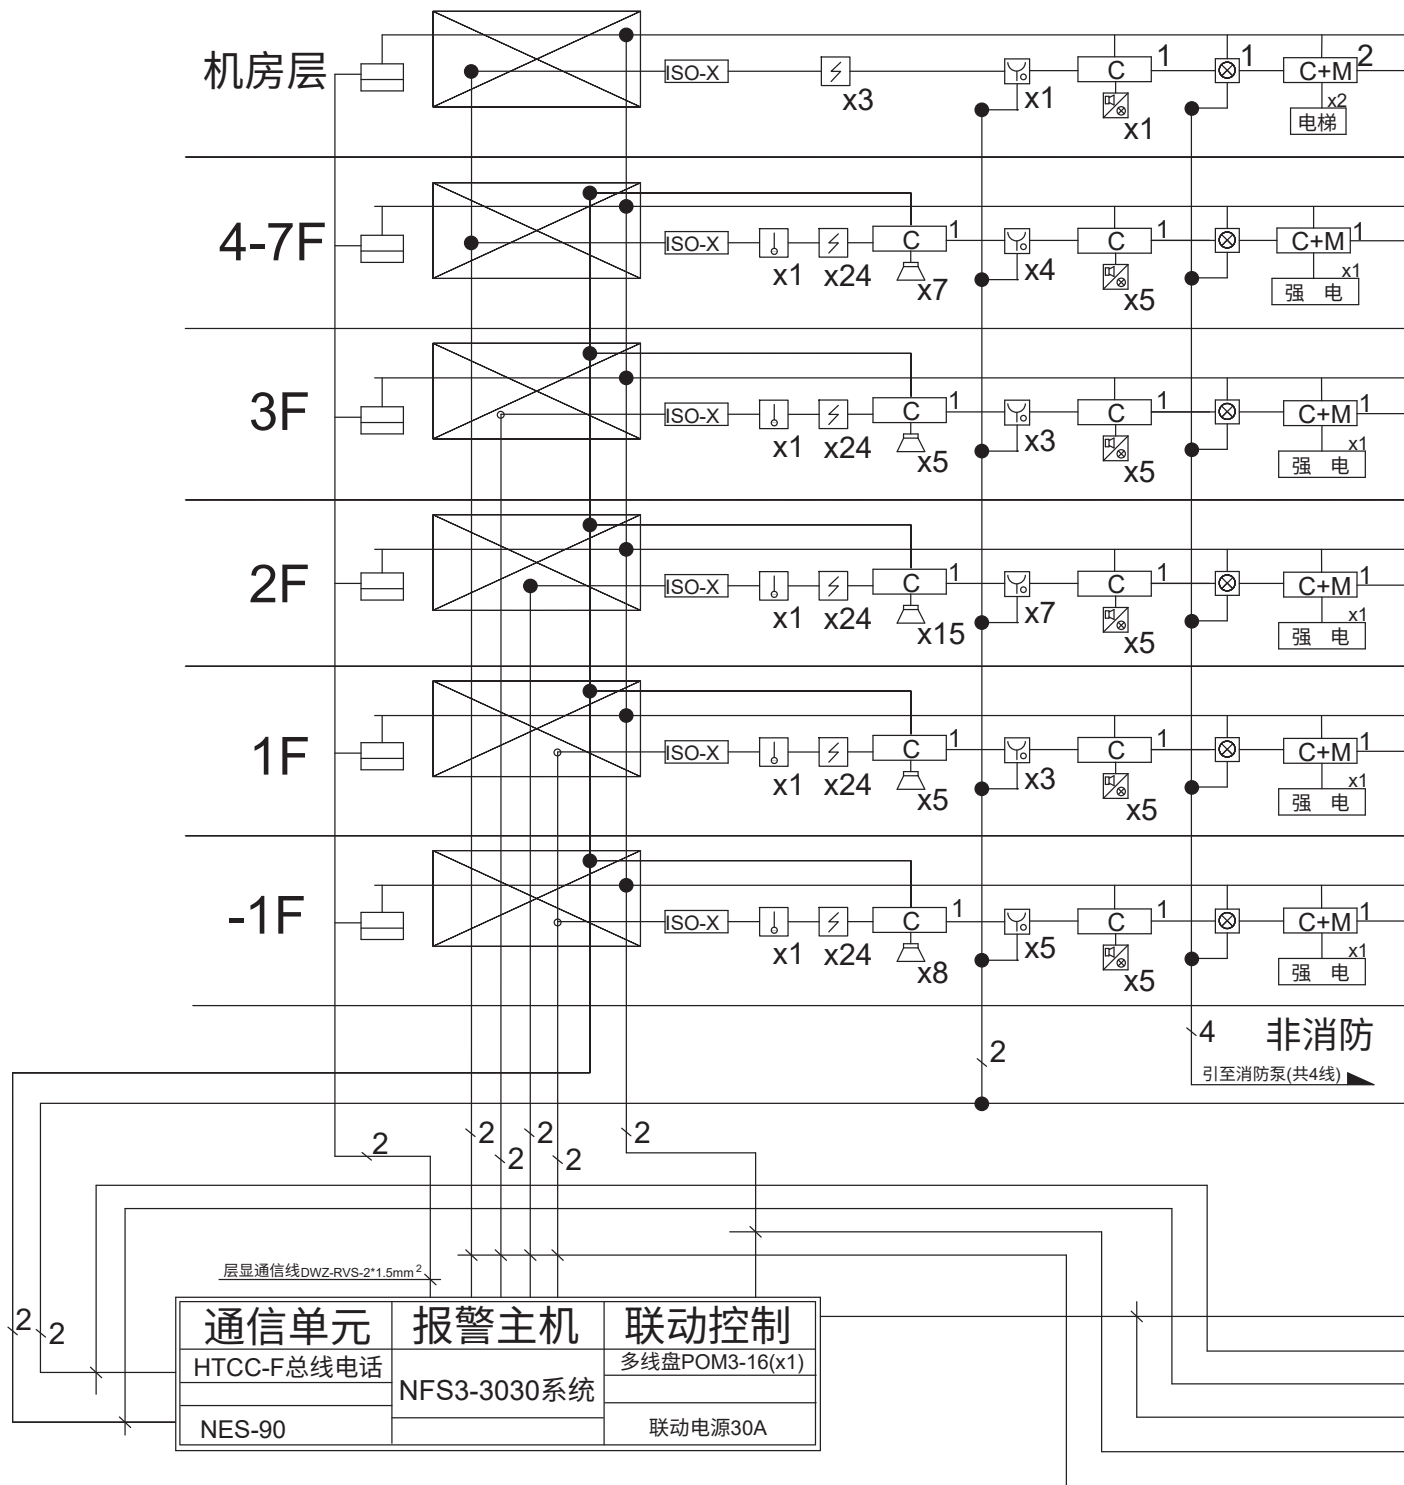 机房层 ISO-X x3 x1 C 1 x1 1 C+M 2 x2 电梯
4-7F ISO-X x1 x24 C 1 x7 x4 C 1 x5 C+M 1 x1 强 电
3F ISO-X x1 x24 C 1 x5 x3 C 1 x5 C+M 1 x1 强 电
2F ISO-X x1 x24 C 1 x15 x7 C 1 x5 C+M 1 x1 强 电
1F ISO-X x1 x24 C 1 x5 x3 C 1 x5 C+M 1 x1 强 电
-1F ISO-X x1 x24 C 1 x8 x5 C 1 x5 C+M 1 x1 强 电
2 4 非消防
引至消防泵(共4线)
2 2 2 2 2 2
层显通信线DWZ-RVS-2*1.5mm²
2 2
通信单元 报警主机 联动控制
HTCC-F总线电话 NFS3-3030系统 多线盘POM3-16(x1)
NES-90 联动电源30A